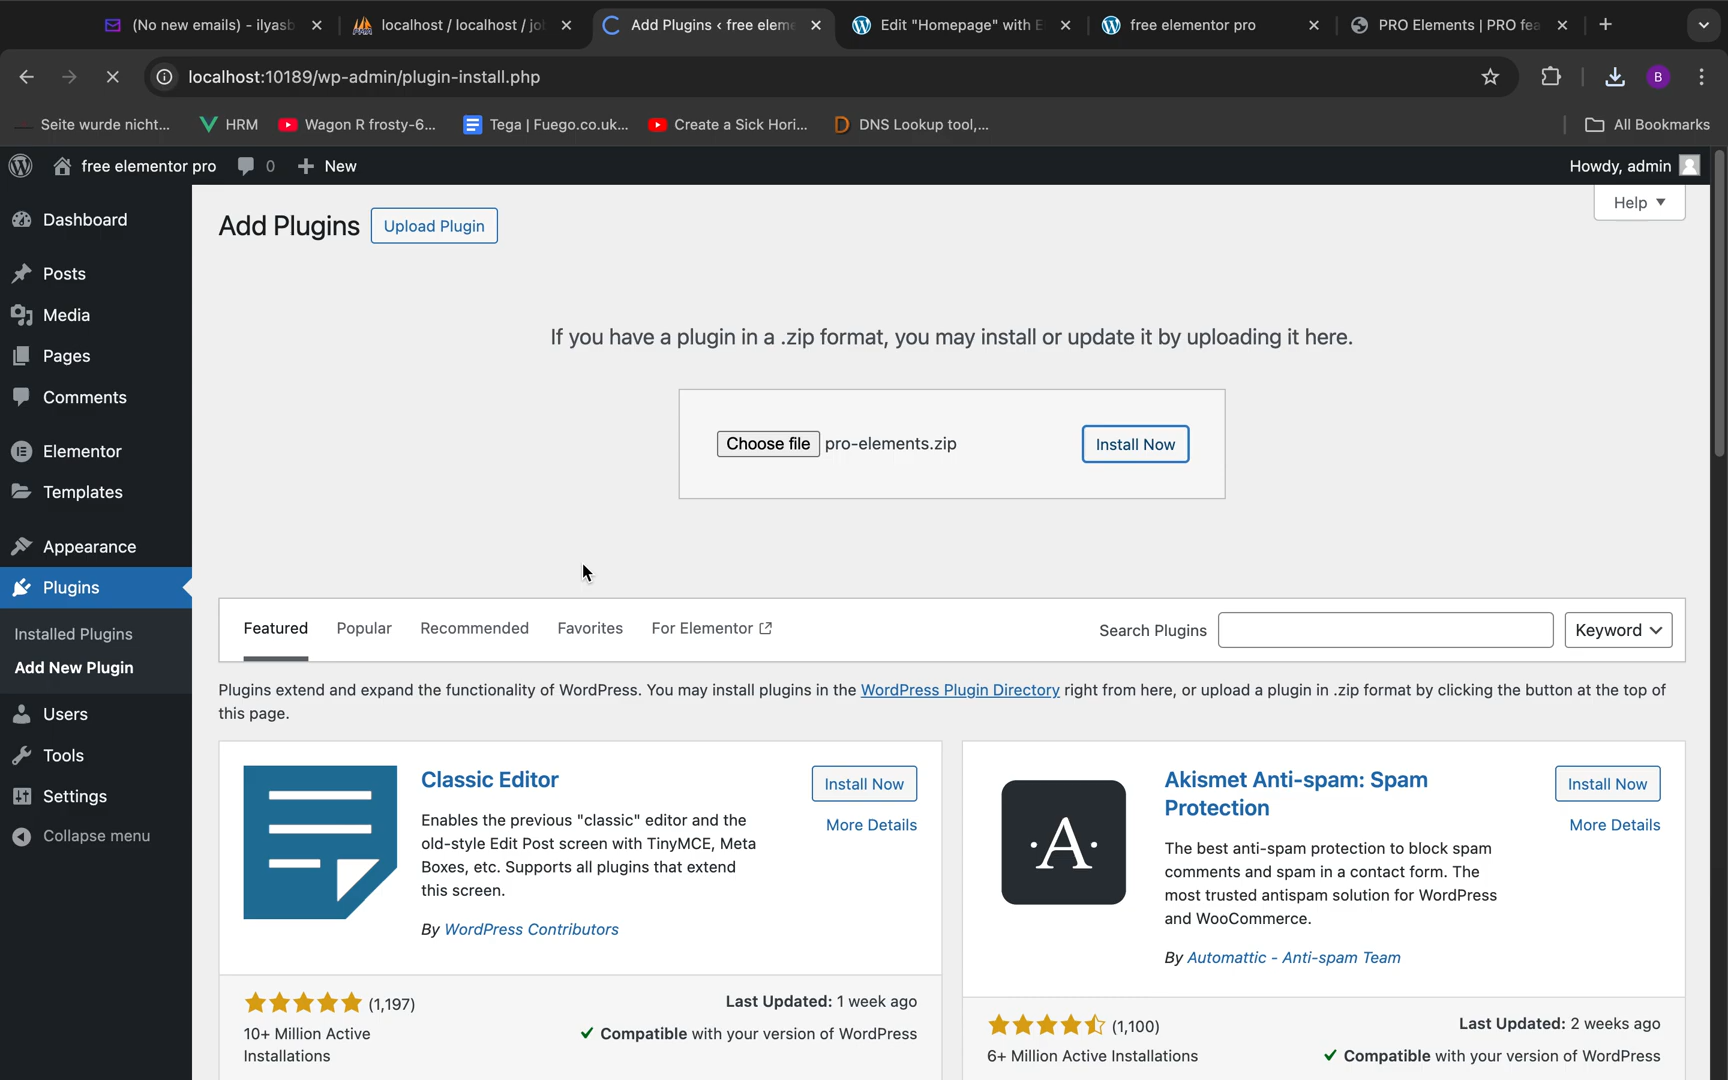 (No new emails) - ilyasb
localhost / localhost / jo
Add Plugins ‹ free eleme
Edit "Homepage" with E
free elementor pro
PRO Elements | PRO fea
localhost:10189/wp-admin/plugin-install.php
B
Seite wurde nicht...
HRM
Wagon R frosty-6...
Tega | Fuego.co.uk...
Create a Sick Hori...
DNS Lookup tool,...
All Bookmarks
free elementor pro
0
New
Howdy, admin
Dashboard
Posts
Media
Pages
Comments
Elementor
Templates
Appearance
Plugins
Installed Plugins
Add New Plugin
Users
Tools
Settings
Collapse menu
Help
Add Plugins
Upload Plugin
If you have a plugin in a .zip format, you may install or update it by uploading it here.
Choose file pro-elements.zip
Install Now
Featured
Popular
Recommended
Favorites
For Elementor
Search Plugins
Keyword
Plugins extend and expand the functionality of WordPress. You may install plugins in the WordPress Plugin Directory right from here, or upload a plugin in .zip format by clicking the button at the top of
this page.
Classic Editor
Install Now
More Details
Enables the previous "classic" editor and the
old-style Edit Post screen with TinyMCE, Meta
Boxes, etc. Supports all plugins that extend
this screen.
By WordPress Contributors
(1,197)
10+ Million Active
Installations
Last Updated: 1 week ago
Compatible with your version of WordPress
·A·
Akismet Anti-spam: Spam
Protection
Install Now
More Details
The best anti-spam protection to block spam
comments and spam in a contact form. The
most trusted antispam solution for WordPress
and WooCommerce.
By Automattic - Anti-spam Team
(1,100)
6+ Million Active Installations
Last Updated: 2 weeks ago
Compatible with your version of WordPress